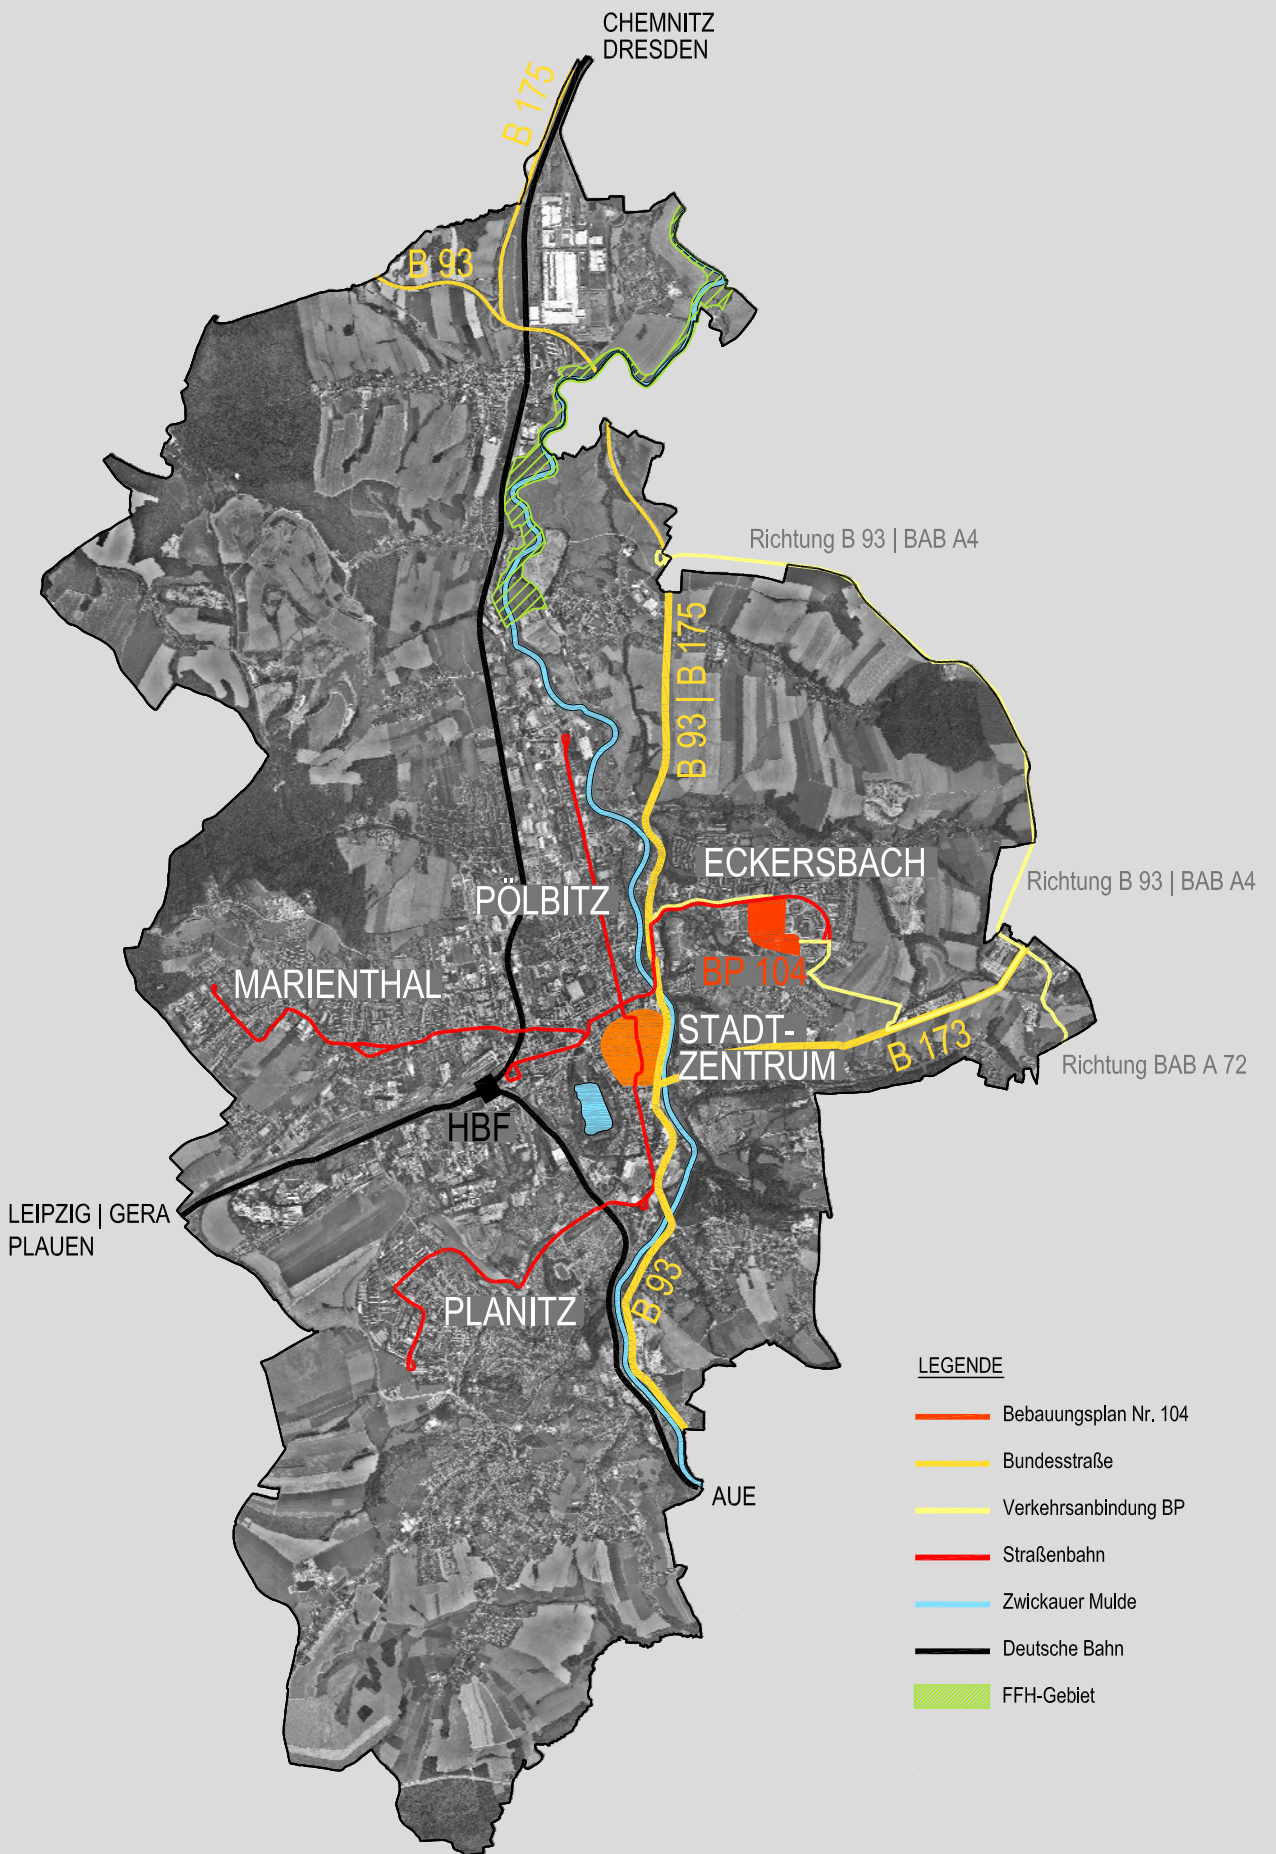 CHEMNITZ
DRESDEN
B 175
B 93
Richtung B 93 | BAB A4
B 93 | B 175
ECKERSBACH
Richtung B 93 | BAB A4
PÖLBITZ
MARIENTHAL
BP 104
STADT-
ZENTRUM
B 173
Richtung BAB A 72
HBF
LEIPZIG | GERA
PLAUEN
B 93
PLANITZ
AUE
LEGENDE
Bebauungsplan Nr. 104
Bundesstraße
Verkehrsanbindung BP
Straßenbahn
Zwickauer Mulde
Deutsche Bahn
FFH-Gebiet